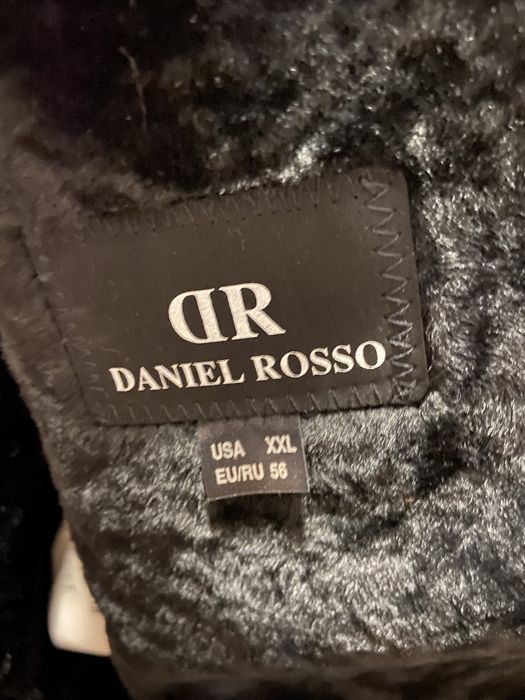 DR
DANIEL ROSSO
USA XXL
EU/RU 56